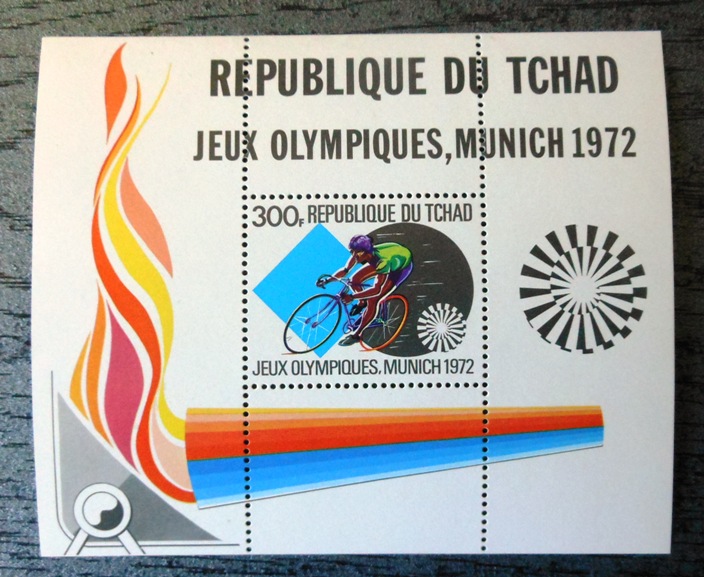 REPUBLIQUE DU TCHAD
JEUX OLYMPIQUES, MUNICH 1972
300F REPUBLIQUE DU TCHAD
JEUX OLYMPIQUES, MUNICH 1972